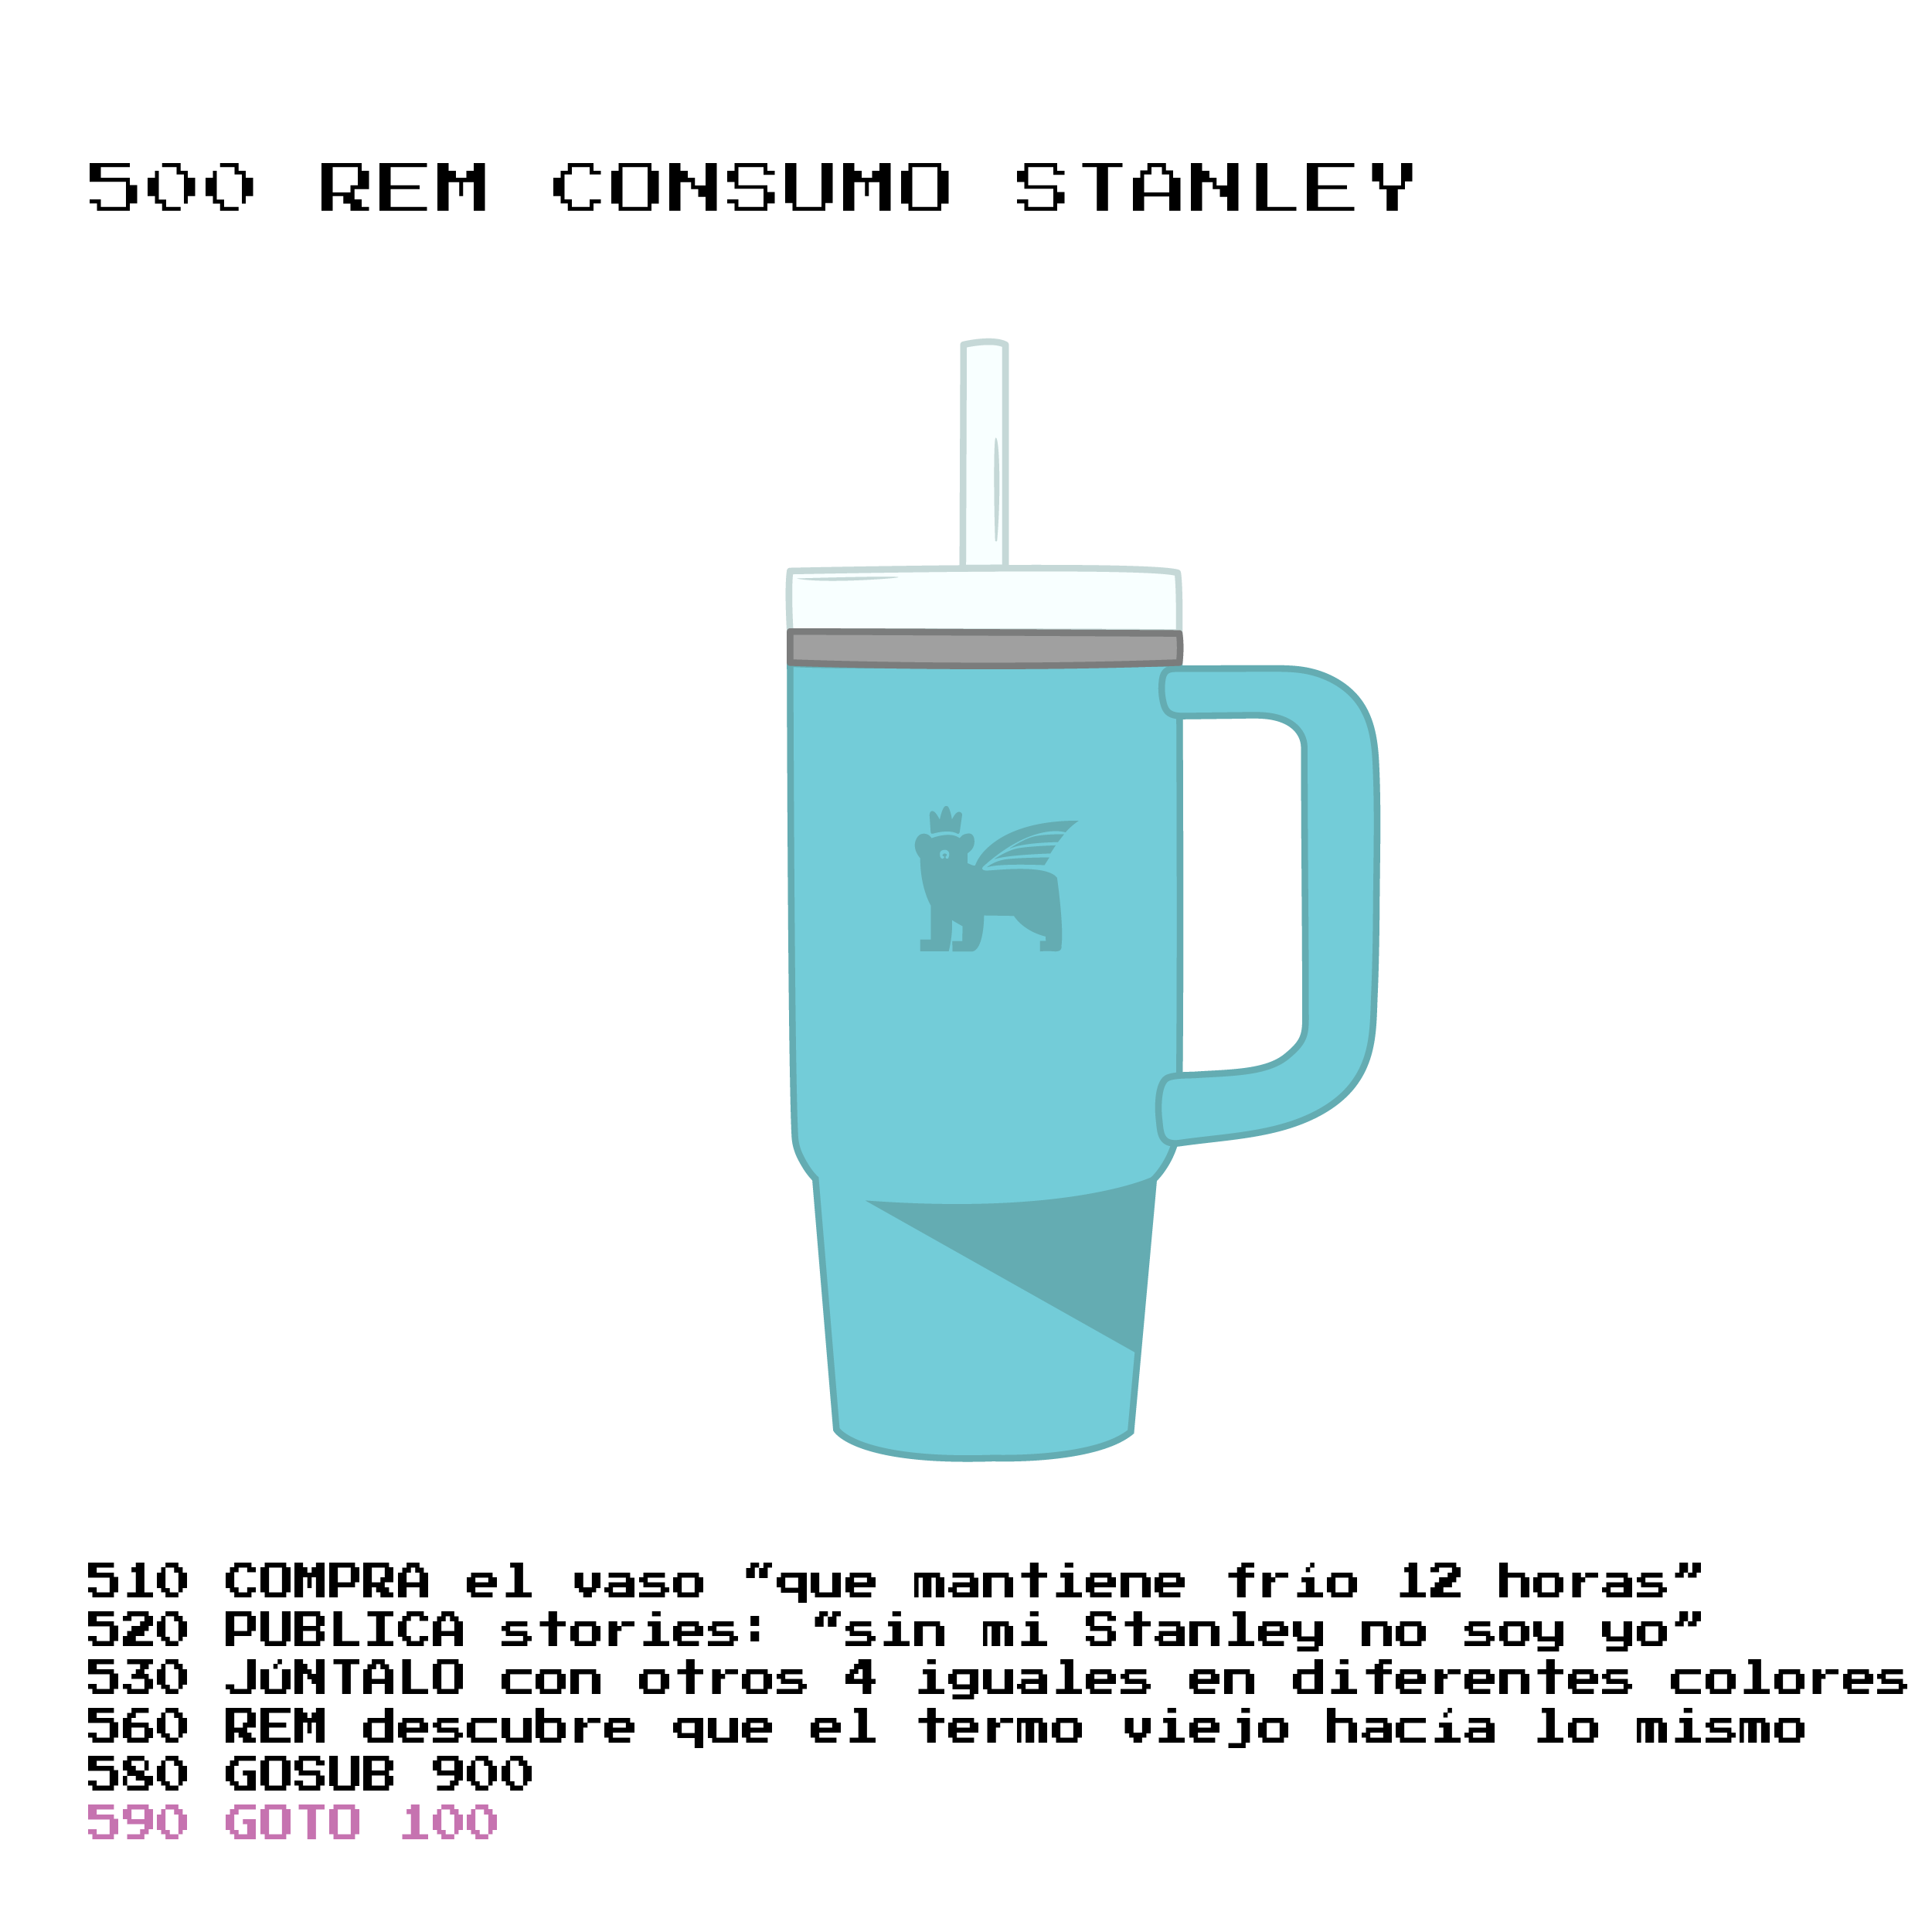 500 REM CONSUMO STANLEY
510 COMPRA el vaso “que mantiene frío 12 horas”
520 PUBLICA stories: “sin mi Stanley no soy yo”
530 JÚNTALO con otros 4 iguales en diferentes colores
560 REM descubre que el termo viejo hacía lo mismo
580 GOSUB 900
590 GOTO 100